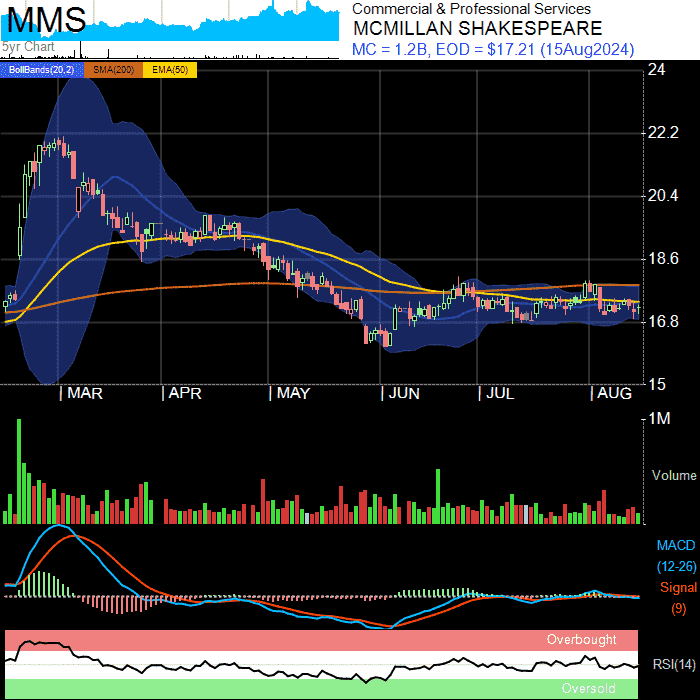 MMS
5yr Chart
Commercial & Professional Services
MCMILLAN SHAKESPEARE
MC = 1.2B, EOD = $17.21 (15Aug2024)
BollBands(20,2) SMA(200) EMA(50)
24
22.2
20.4
18.6
16.8
15
MAR APR MAY JUN JUL AUG
1M
Volume
MACD
(12-26)
Signal
(9)
Overbought
RSI(14)
Oversold